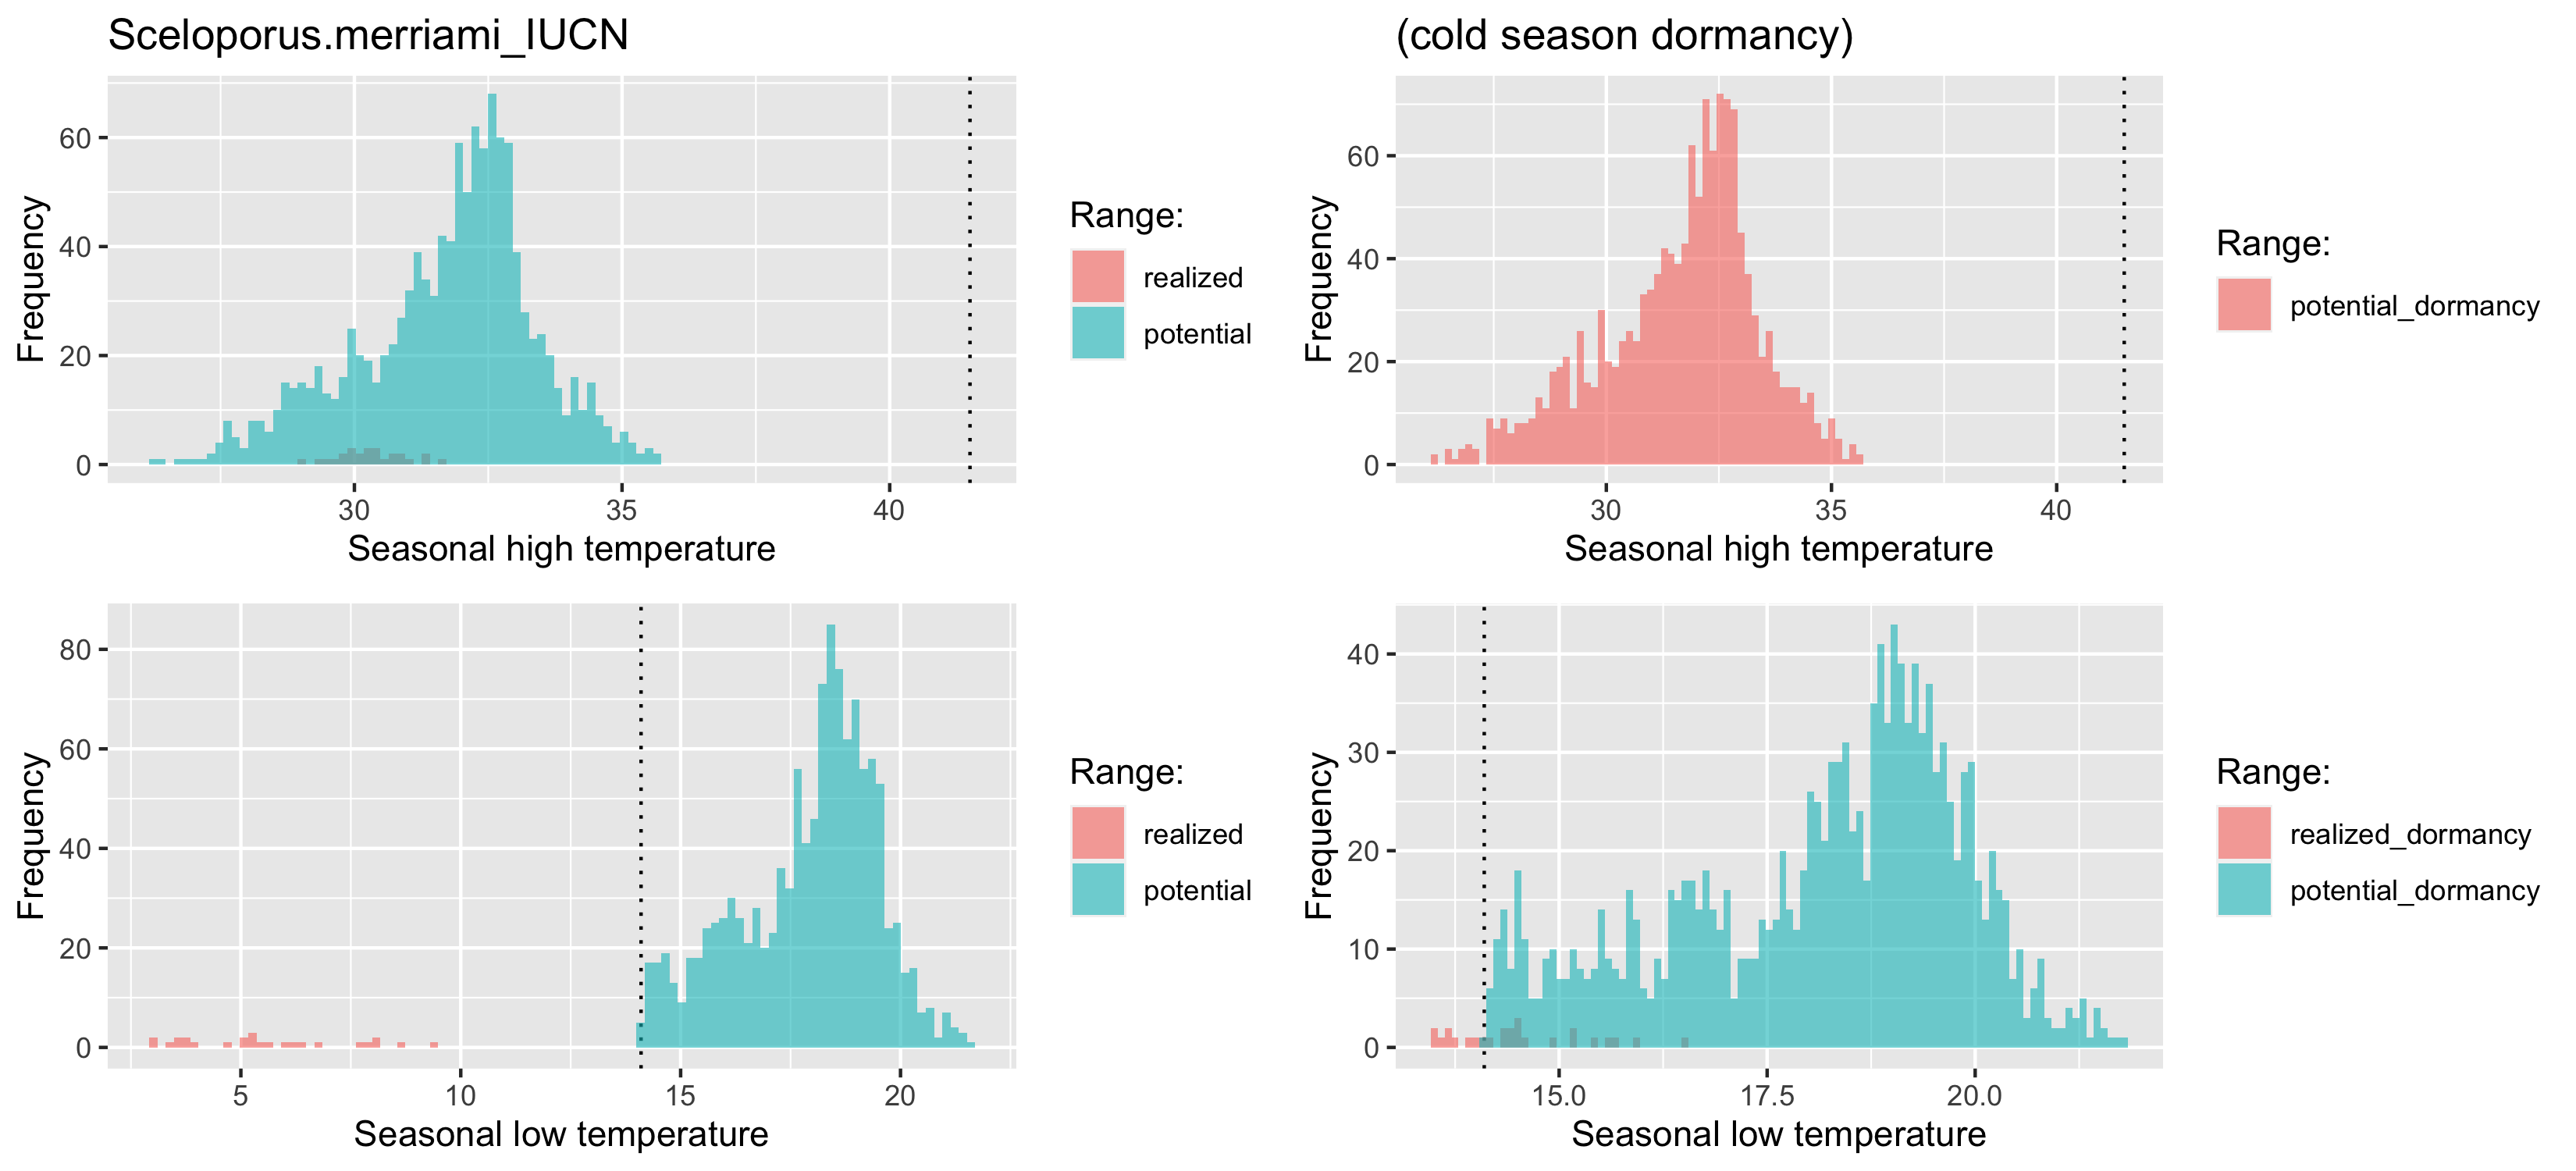 Sceloporus.merriami_IUCN
(cold season dormancy)
60
40
20
0
Frequency
30
35
40
Seasonal high temperature
Range:
realized
potential
60
40
20
0
Frequency
30
35
40
Seasonal high temperature
Range:
potential_dormancy
80
60
40
20
0
Frequency
5
10
15
20
Seasonal low temperature
Range:
realized
potential
40
30
20
10
0
Frequency
15.0
17.5
20.0
Seasonal low temperature
Range:
realized_dormancy
potential_dormancy